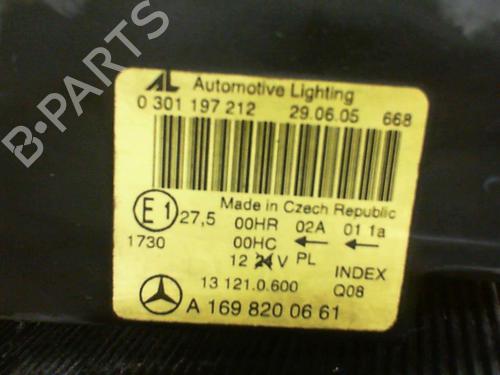 B-PARTS
AL Automotive Lighting
0 301 197 212 29.06.05 668
Made in Czech Republic
E1 27,5 00HR 02A 01 1a
1730 00HC ← ←
12 24 V PL
INDEX
13 121.0.600 Q08
A 169 820 06 61